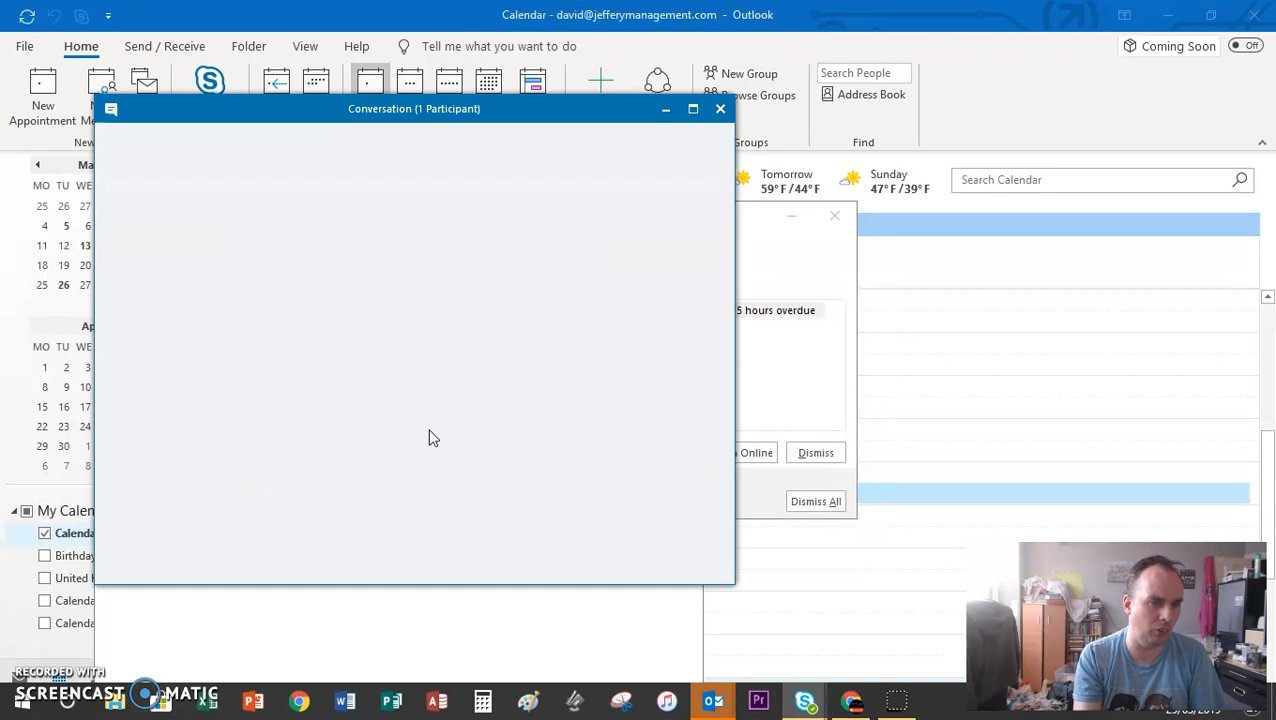 Calendar - david@jefferymanagement.com - Outlook
File Home Send / Receive Folder View Help Tell me what you want to do
Coming Soon Off
New Group Search People
New Appointment
Browse Groups Address Book
New Groups Find
Conversation (1 Participant)
Tomorrow 59°F/44°F
Sunday 47°F/39°F
Search Calendar
MO TU WE
25 26 27
4 5 6
11 12 13
18 19 20
25 26 27
MO TU WE
1 2 3
8 9 10
15 16 17
22 23 24
29 30 1
6 7 8
5 hours overdue
Online Dismiss
Dismiss All
My Calen
Calenda
Birthday
United
Calenda
Calenda
RECORDED WITH
SCREENCAST MATIC